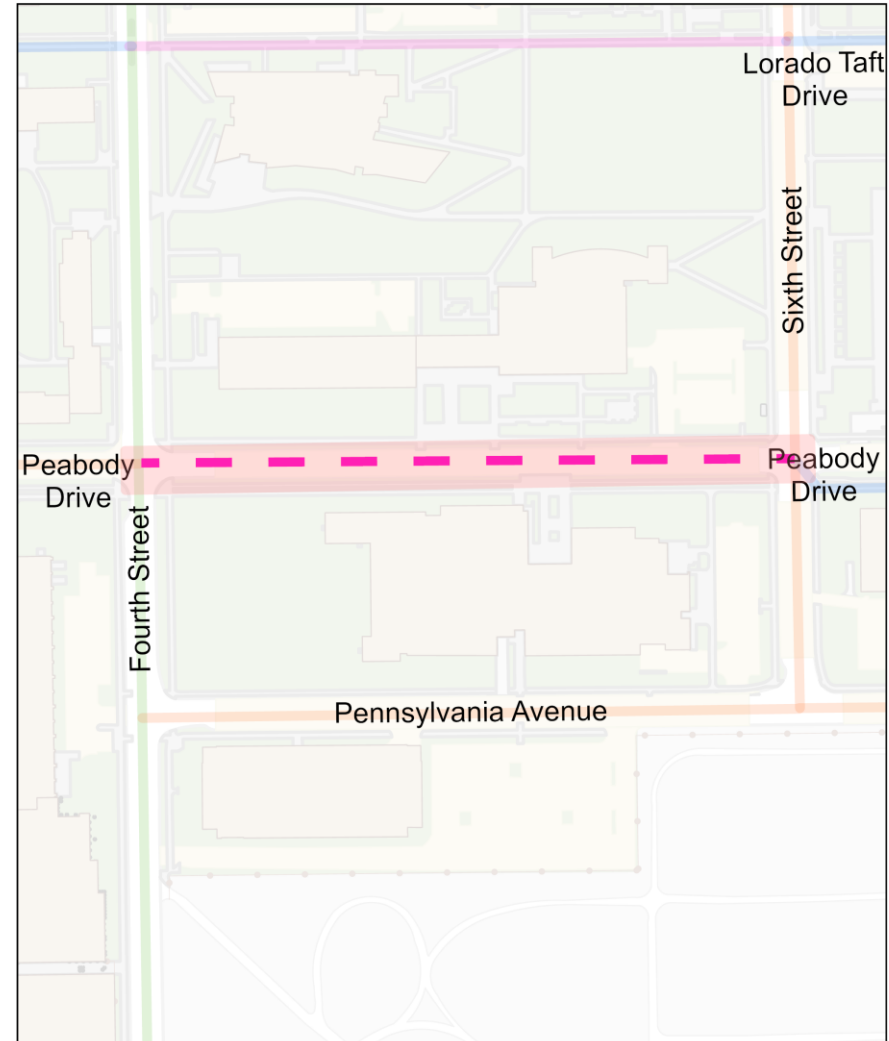 Lorado Taft
Drive
Sixth Street
Peabody
Drive
Peabody
Drive
Fourth Street
Pennsylvania Avenue